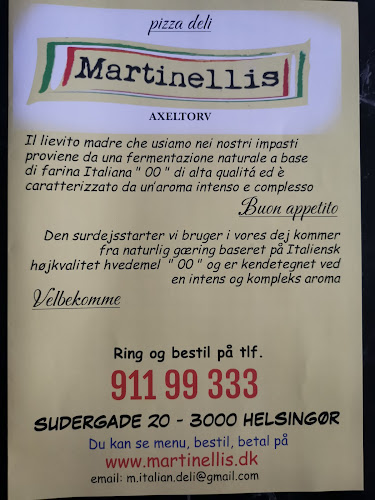 pizza deli
Martinellis
AXELTORV
Il lievito madre che usiamo nei nostri impasti
proviene da una fermentazione naturale a base
di farina Italiana " 00 " di alta qualitá ed è
caratterizzato da un'aroma intenso e complesso
Buon appetito
Den surdejsstarter vi bruger i vores dej kommer
fra naturlig gæring baseret på Italiensk
højkvalitet hvedemel " 00 " og er kendetegnet ved
en intens og kompleks aroma
Velbekomme
Ring og bestil på tlf.
911 99 333
SUDERGADE 20 - 3000 HELSINGØR
Du kan se menu, bestil, betal på
www.martinellis.dk
email: m.italian.deli@gmail.com